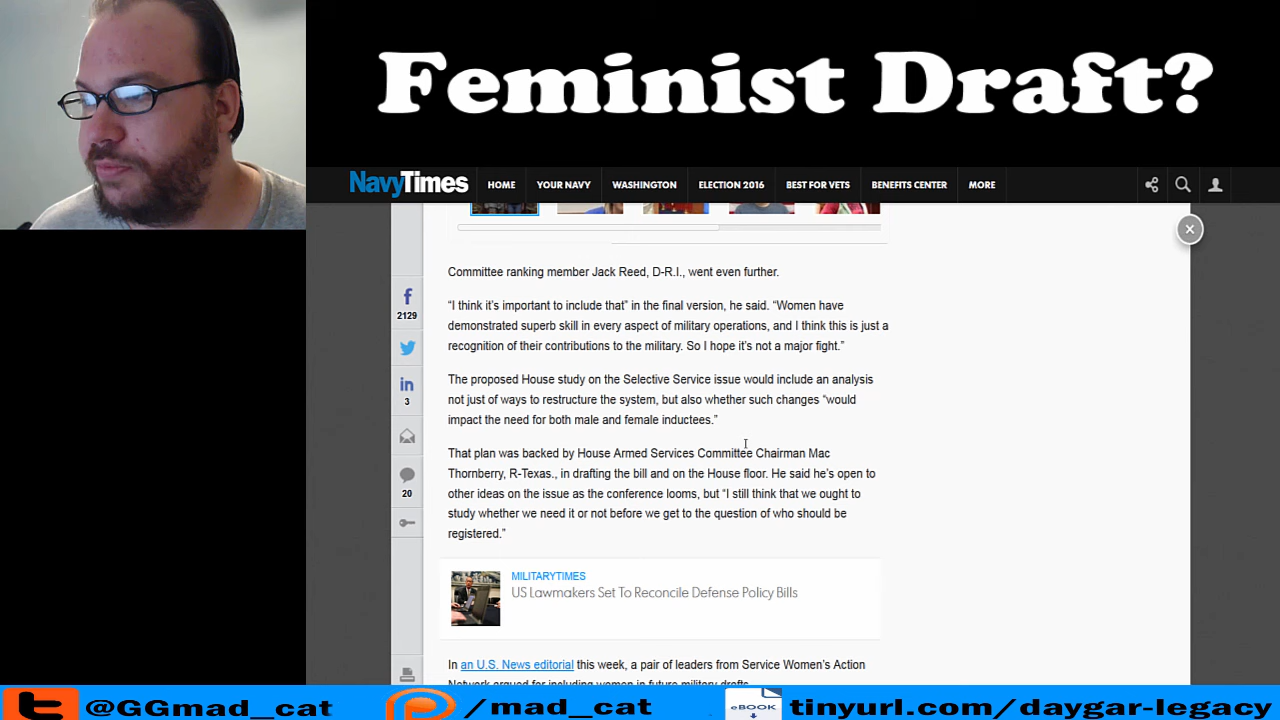 Feminist Draft?
NavyTimes HOME YOUR NAVY WASHINGTON ELECTION 2016 BEST FOR VETS BENEFITS CENTER MORE
Committee ranking member Jack Reed, D-R.I., went even further.
2129
“I think it’s important to include that” in the final version, he said. “Women have
demonstrated superb skill in every aspect of military operations, and I think this is just a
recognition of their contributions to the military. So I hope it’s not a major fight.”
The proposed House study on the Selective Service issue would include an analysis
3
not just of ways to restructure the system, but also whether such changes “would
impact the need for both male and female inductees.”
That plan was backed by House Armed Services Committee Chairman Mac
Thornberry, R-Texas., in drafting the bill and on the House floor. He said he’s open to
20
other ideas on the issue as the conference looms, but “I still think that we ought to
study whether we need it or not before we get to the question of who should be
registered.”
MILITARYTIMES
US Lawmakers Set To Reconcile Defense Policy Bills
In an U.S. News editorial this week, a pair of leaders from Service Women’s Action
Network argued for including women in future military drafts.
@GGmad_cat /mad_cat eBOOK tinyurl.com/daygar-legacy